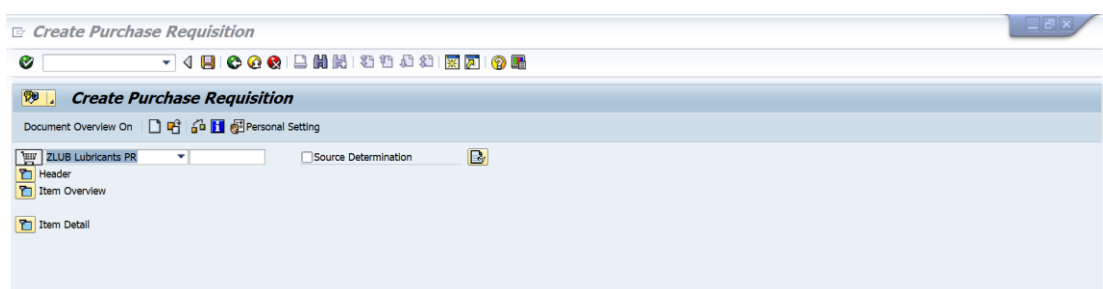 Create Purchase Requisition
Create Purchase Requisition
Document Overview On Personal Setting
ZLUB Lubricants PR Source Determination
Header
Item Overview
Item Detail